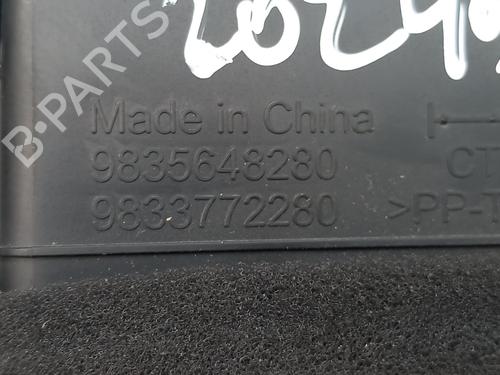 B-PARTS
Made in China
9835648280 CT
9833772280 >PP-T